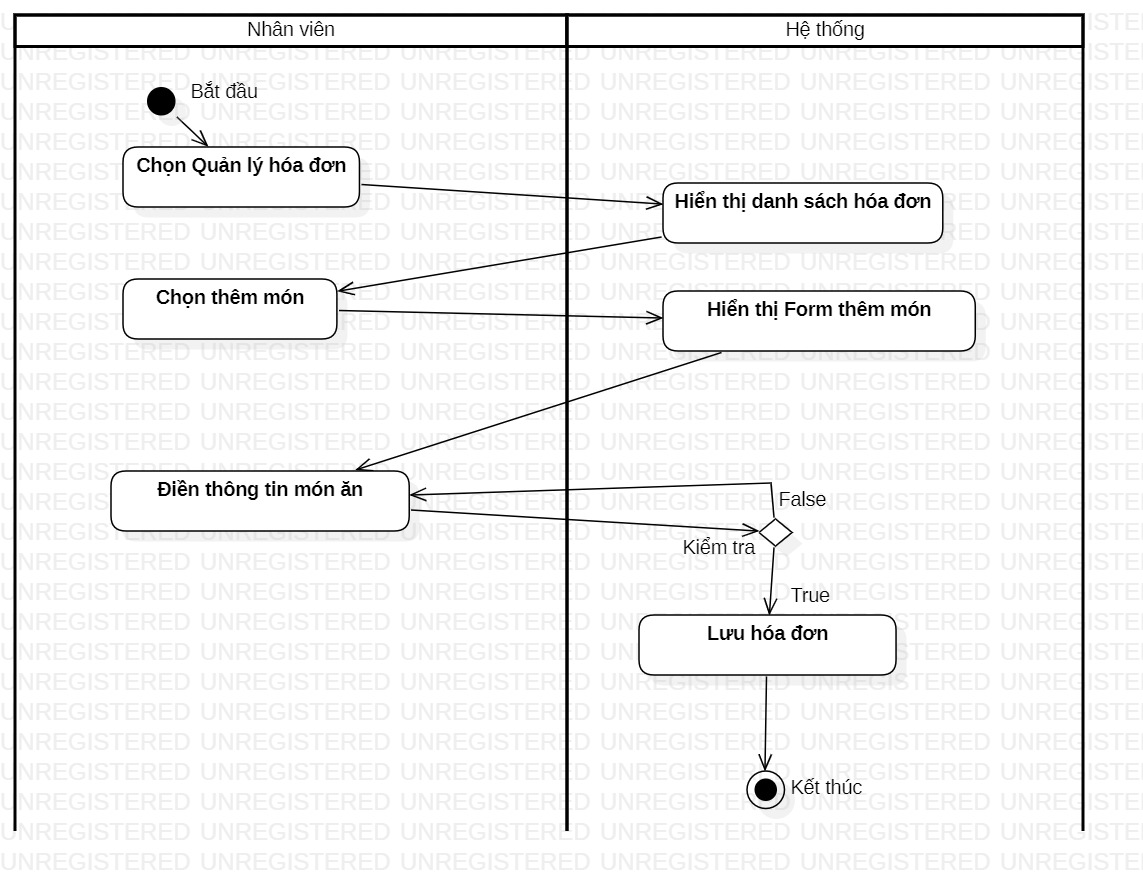 Nhân viên
Hệ thống
Bắt đầu
Chọn Quản lý hóa đơn
Hiển thị danh sách hóa đơn
Chọn thêm món
Hiển thị Form thêm món
Điền thông tin món ăn
False
Kiểm tra
True
Lưu hóa đơn
Kết thúc
UNREGISTERED